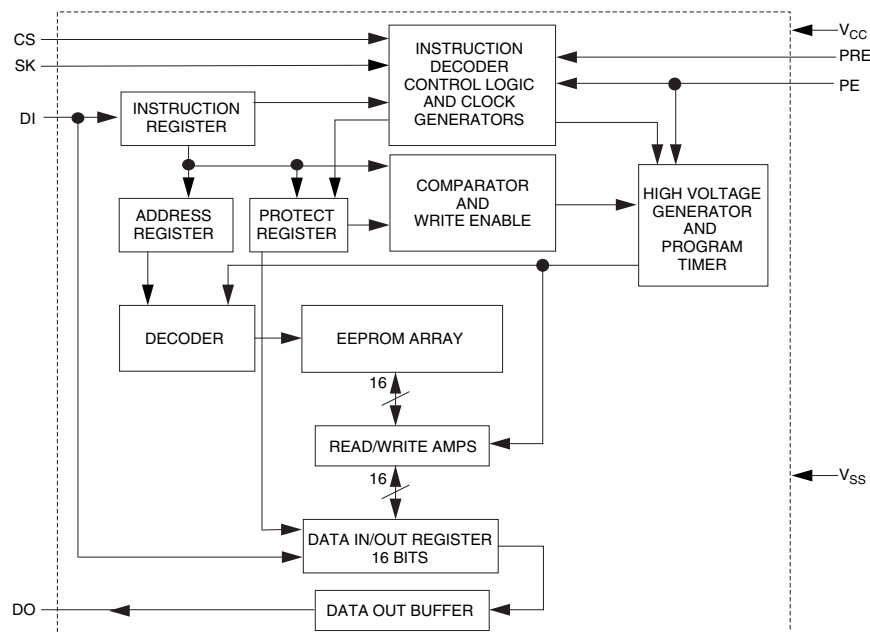 CS
SK
DI
INSTRUCTION
DECODER
CONTROL LOGIC
AND CLOCK
GENERATORS
VCC
PRE
PE
INSTRUCTION
REGISTER
ADDRESS
REGISTER
PROTECT
REGISTER
COMPARATOR
AND
WRITE ENABLE
HIGH VOLTAGE
GENERATOR
AND
PROGRAM
TIMER
DECODER
EEPROM ARRAY
16
READ/WRITE AMPS
16
VSS
DATA IN/OUT REGISTER
16 BITS
DO
DATA OUT BUFFER